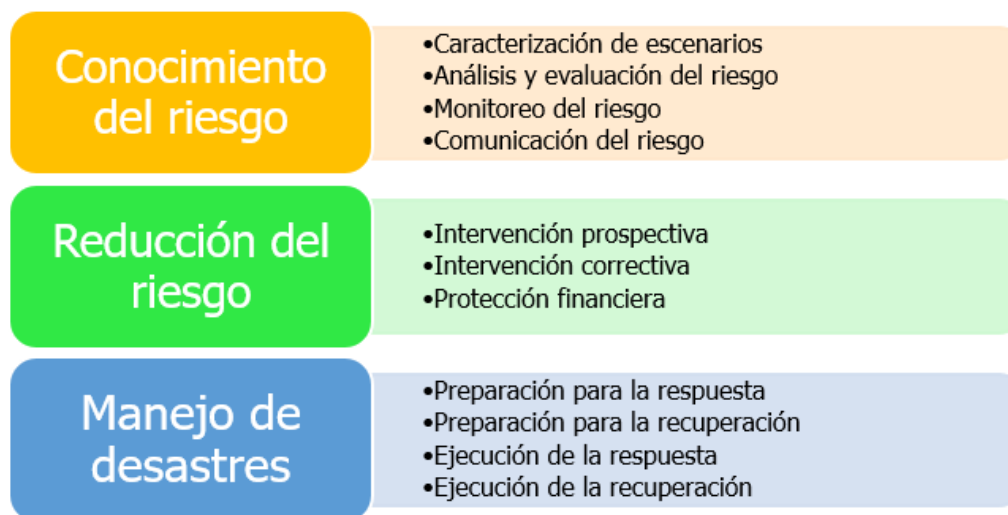 Conocimiento
del riesgo
•Caracterización de escenarios
•Análisis y evaluación del riesgo
•Monitoreo del riesgo
•Comunicación del riesgo
Reducción del
riesgo
•Intervención prospectiva
•Intervención correctiva
•Protección financiera
Manejo de
desastres
•Preparación para la respuesta
•Preparación para la recuperación
•Ejecución de la respuesta
•Ejecución de la recuperación